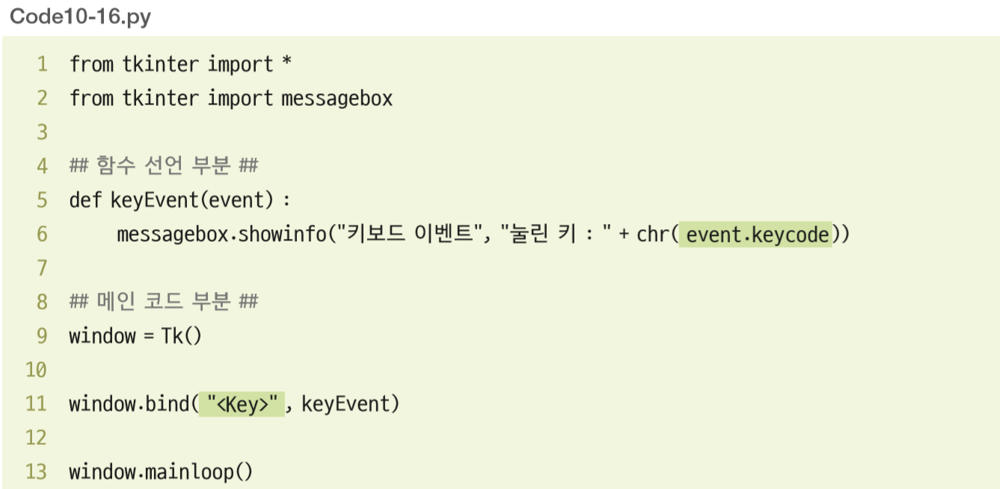 Code10-16.py
1 from tkinter import *
2 from tkinter import messagebox
3
4 ## 함수 선언 부분 ##
5 def keyEvent(event) :
6     messagebox.showinfo("키보드 이벤트", "눌린 키 : " + chr( event.keycode))
7
8 ## 메인 코드 부분 ##
9 window = Tk()
10
11 window.bind( "<Key>" , keyEvent)
12
13 window.mainloop()